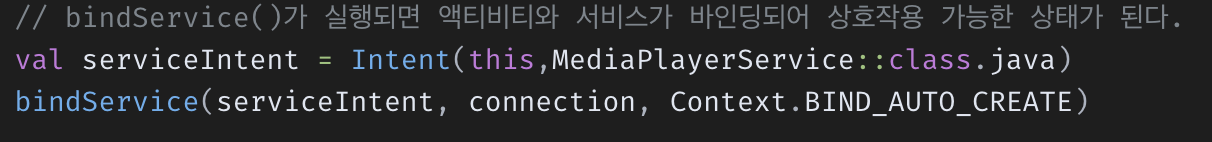 // bindService()가 실행되면 액티비티와 서비스가 바인딩되어 상호작용 가능한 상태가 된다.
val serviceIntent = Intent(this,MediaPlayerService::class.java)
bindService(serviceIntent, connection, Context.BIND_AUTO_CREATE)